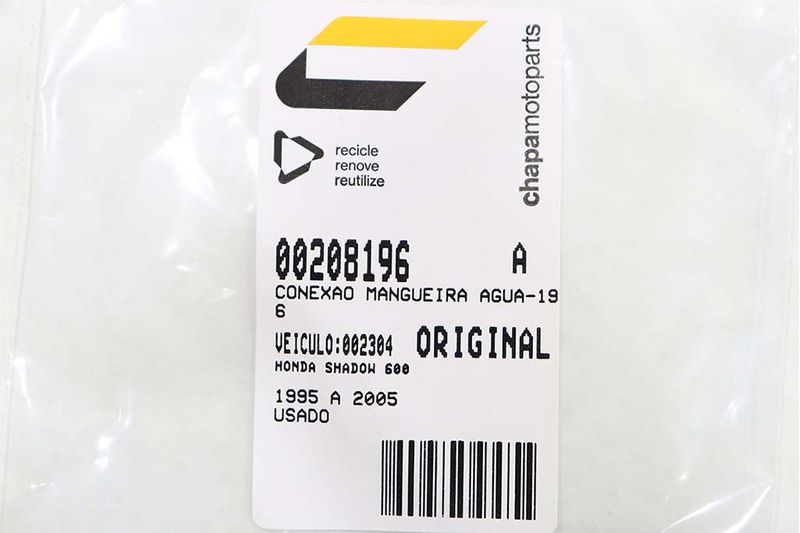 chapamotoparts
recicle
renove
reutilize
00208196 A
CONEXAO MANGUEIRA AGUA-19
6
VEICULO:002304 ORIGINAL
HONDA SHADOW 600
1995 A 2005
USADO